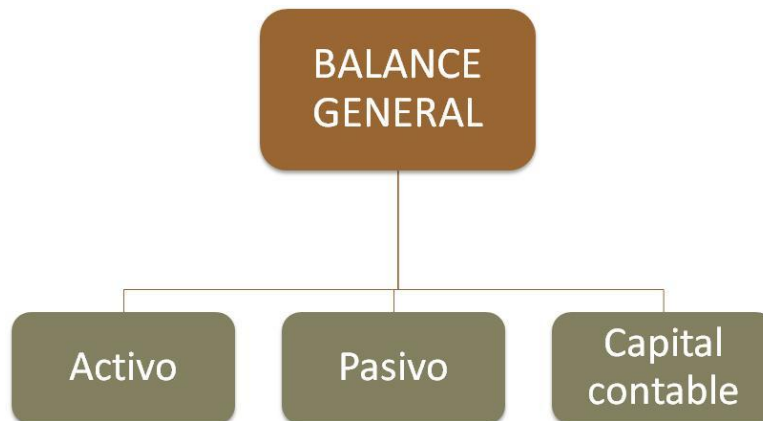 BALANCE
GENERAL
Activo
Pasivo
Capital
contable